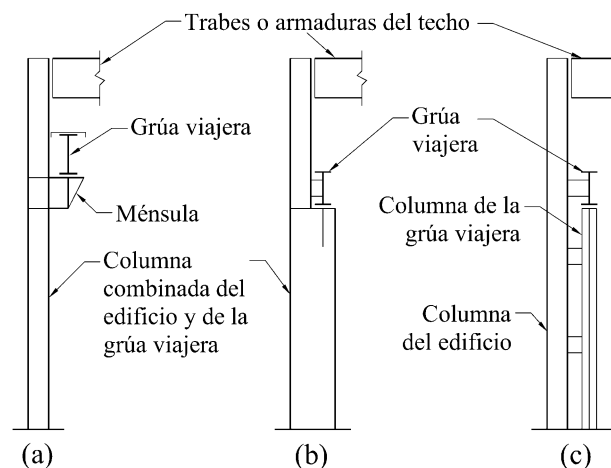 Trabes o armaduras del techo
Grúa viajera
Ménsula
Columna
combinada del
edificio y de la
grúa viajera
Grúa
viajera
Columna de la
grúa viajera
Columna
del edificio
(a)
(b)
(c)